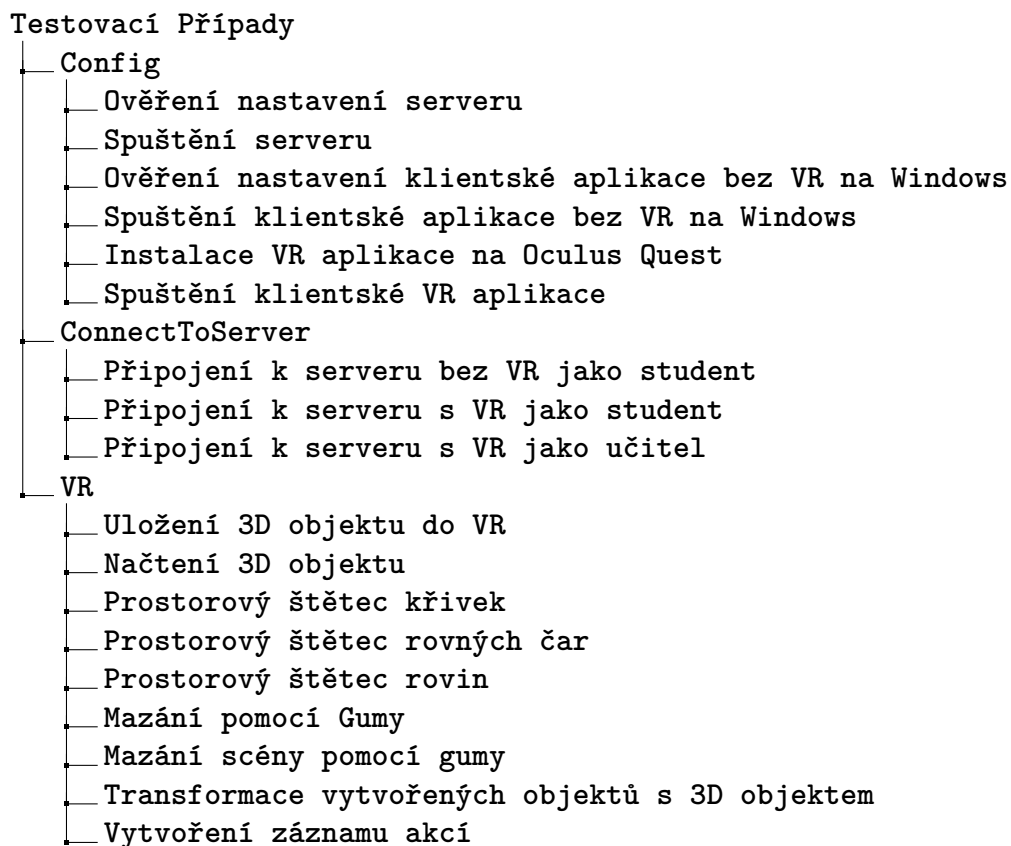 Testovací Případy
Config
Ověření nastavení serveru
Spuštění serveru
Ověření nastavení klientské aplikace bez VR na Windows
Spuštění klientské aplikace bez VR na Windows
Instalace VR aplikace na Oculus Quest
Spuštění klientské VR aplikace
ConnectToServer
Připojení k serveru bez VR jako student
Připojení k serveru s VR jako student
Připojení k serveru s VR jako učitel
VR
Uložení 3D objektu do VR
Načtení 3D objektu
Prostorový štětec křivek
Prostorový štětec rovných čar
Prostorový štětec rovin
Mazání pomocí Gumy
Mazání scény pomocí gumy
Transformace vytvořených objektů s 3D objektem
Vytvoření záznamu akcí